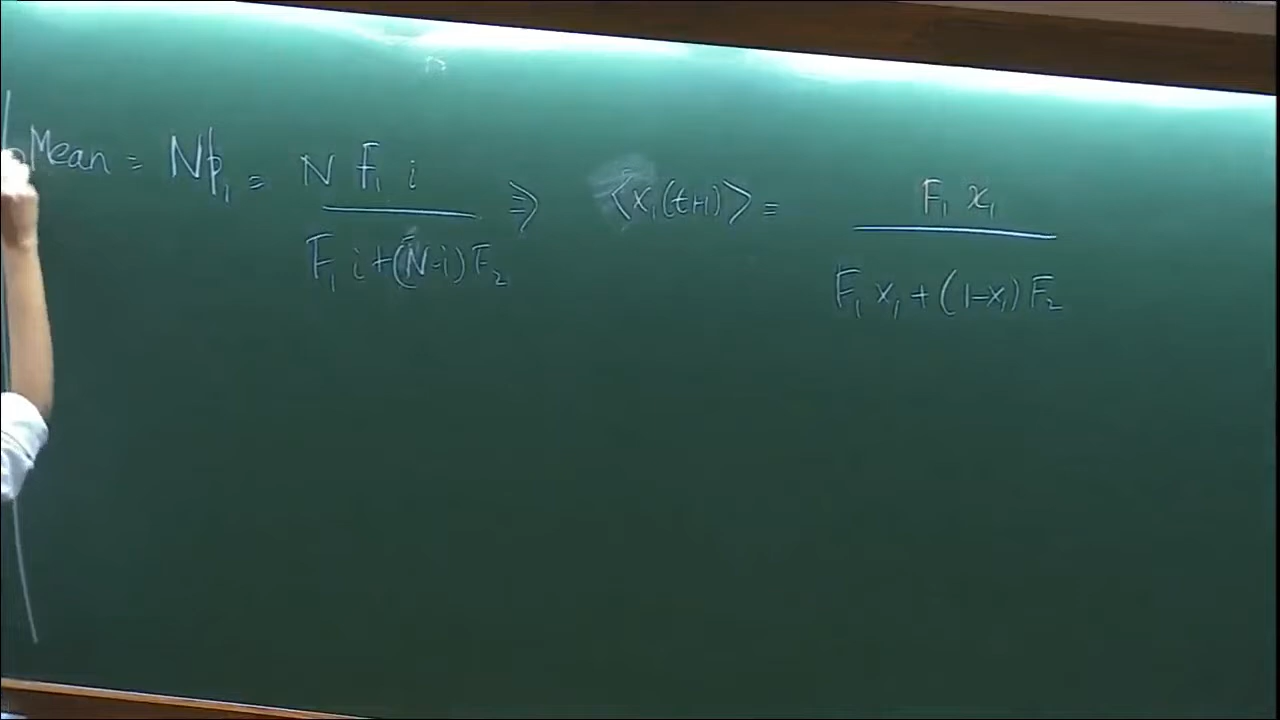 Mean = Np₁ = N F₁ i / F₁ i + (N-i) F₂ ⇒ ⟨x₁(t+1)⟩ = F₁ x₁ / F₁ x₁ + (1-x₁) F₂